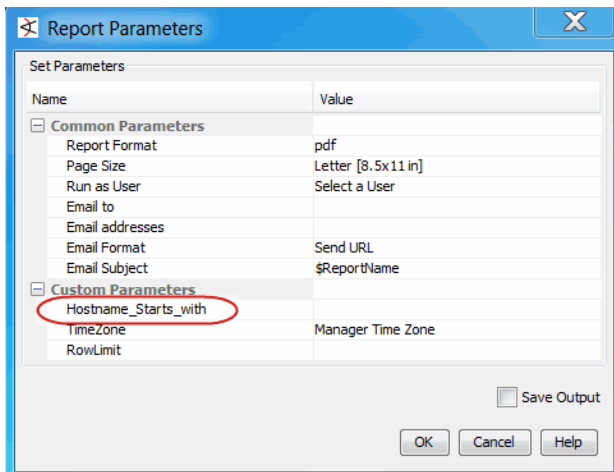 Report Parameters
Set Parameters
Name Value
Common Parameters
Report Format pdf
Page Size Letter [8.5x11 in]
Run as User Select a User
Email to
Email addresses
Email Format Send URL
Email Subject $ReportName
Custom Parameters
Hostname_Starts_with
TimeZone Manager Time Zone
RowLimit
Save Output
OK Cancel Help